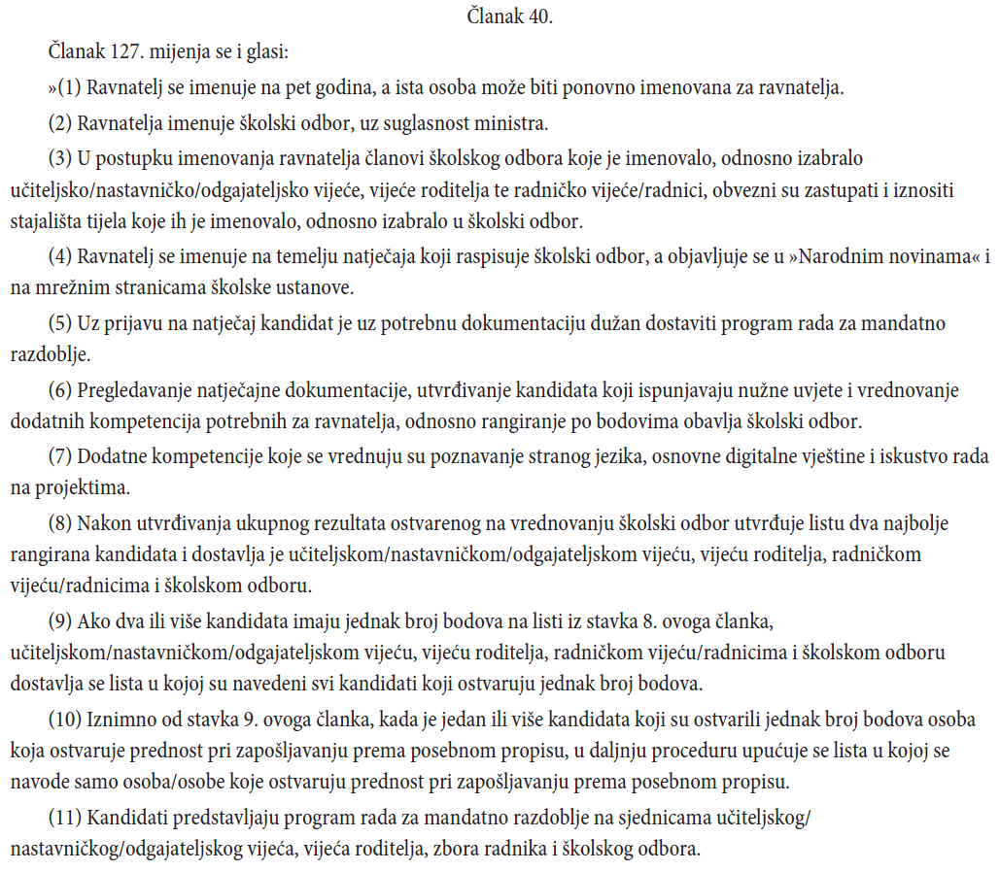 Članak 40.
Članak 127. mijenja se i glasi:
»(1) Ravnatelj se imenuje na pet godina, a ista osoba može biti ponovno imenovana za ravnatelja.
(2) Ravnatelja imenuje školski odbor, uz suglasnost ministra.
(3) U postupku imenovanja ravnatelja članovi školskog odbora koje je imenovalo, odnosno izabralo
učiteljsko/nastavničko/odgajateljsko vijeće, vijeće roditelja te radničko vijeće/radnici, obvezni su zastupati i iznositi
stajališta tijela koje ih je imenovalo, odnosno izabralo u školski odbor.
(4) Ravnatelj se imenuje na temelju natječaja koji raspisuje školski odbor, a objavljuje se u »Narodnim novinama« i
na mrežnim stranicama školske ustanove.
(5) Uz prijavu na natječaj kandidat je uz potrebnu dokumentaciju dužan dostaviti program rada za mandatno
razdoblje.
(6) Pregledavanje natječajne dokumentacije, utvrđivanje kandidata koji ispunjavaju nužne uvjete i vrednovanje
dodatnih kompetencija potrebnih za ravnatelja, odnosno rangiranje po bodovima obavlja školski odbor.
(7) Dodatne kompetencije koje se vrednuju su poznavanje stranog jezika, osnovne digitalne vještine i iskustvo rada
na projektima.
(8) Nakon utvrđivanja ukupnog rezultata ostvarenog na vrednovanju školski odbor utvrđuje listu dva najbolje
rangirana kandidata i dostavlja je učiteljskom/nastavničkom/odgajateljskom vijeću, vijeću roditelja, radničkom
vijeću/radnicima i školskom odboru.
(9) Ako dva ili više kandidata imaju jednak broj bodova na listi iz stavka 8. ovoga članka,
učiteljskom/nastavničkom/odgajateljskom vijeću, vijeću roditelja, radničkom vijeću/radnicima i školskom odboru
dostavlja se lista u kojoj su navedeni svi kandidati koji ostvaruju jednak broj bodova.
(10) Iznimno od stavka 9. ovoga članka, kada je jedan ili više kandidata koji su ostvarili jednak broj bodova osoba
koja ostvaruje prednost pri zapošljavanju prema posebnom propisu, u daljnju proceduru upućuje se lista u kojoj se
navode samo osoba/osobe koje ostvaruju prednost pri zapošljavanju prema posebnom propisu.
(11) Kandidati predstavljaju program rada za mandatno razdoblje na sjednicama učiteljskog/
nastavničkog/odgajateljskog vijeća, vijeća roditelja, zbora radnika i školskog odbora.